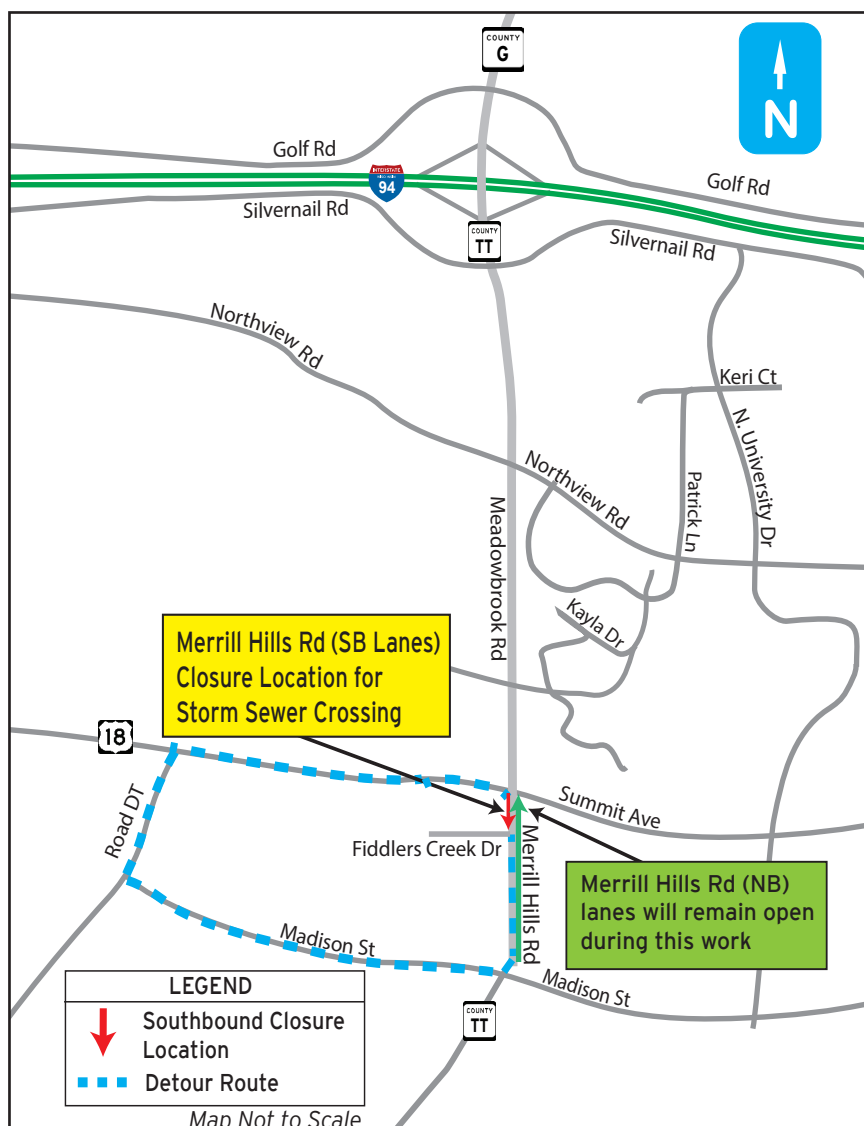 COUNTY
G
N
Golf Rd
INTERSTATE
94
Golf Rd
Silvernail Rd
COUNTY
TT
Silvernail Rd
Northview Rd
Keri Ct
N. University Dr
Patrick Ln
Northview Rd
Meadowbrook Rd
Kayla Dr
Merrill Hills Rd (SB Lanes)
Closure Location for
Storm Sewer Crossing
18
Road DT
Summit Ave
Fiddlers Creek Dr
Merrill Hills Rd
Merrill Hills Rd (NB)
lanes will remain open
during this work
Madison St
Madison St
COUNTY
TT
LEGEND
Southbound Closure
Location
Detour Route
Map Not to Scale